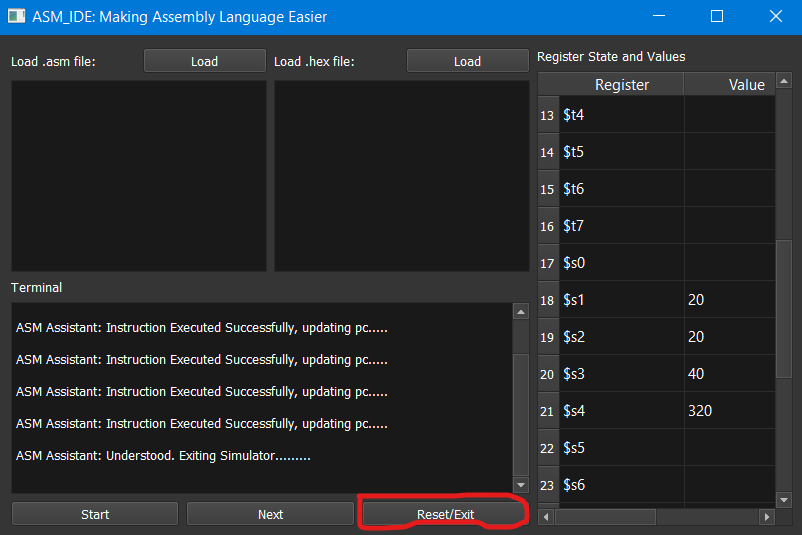 ASM_IDE: Making Assembly Language Easier
Load .asm file:
Load
Load .hex file:
Load
Terminal
ASM Assistant: Instruction Executed Successfully, updating pc.....
ASM Assistant: Instruction Executed Successfully, updating pc.....
ASM Assistant: Instruction Executed Successfully, updating pc.....
ASM Assistant: Instruction Executed Successfully, updating pc.....
ASM Assistant: Understood. Exiting Simulator.........
Start
Next
Reset/Exit
Register State and Values
Register Value
13 $t4
14 $t5
15 $t6
16 $t7
17 $s0
18 $s1 20
19 $s2 20
20 $s3 40
21 $s4 320
22 $s5
23 $s6